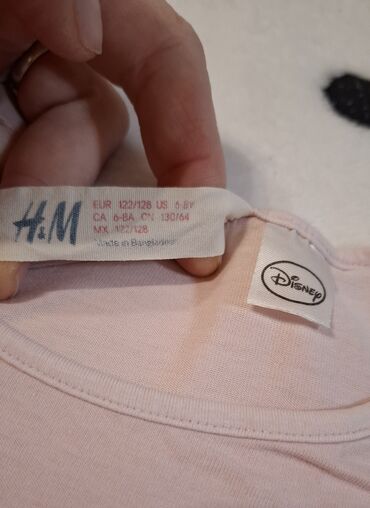 H&M
EUR 122/128 US 6-8Y
CA 6-8A CN 130/64
MX 122/128
Made in Bangladesh
Disney